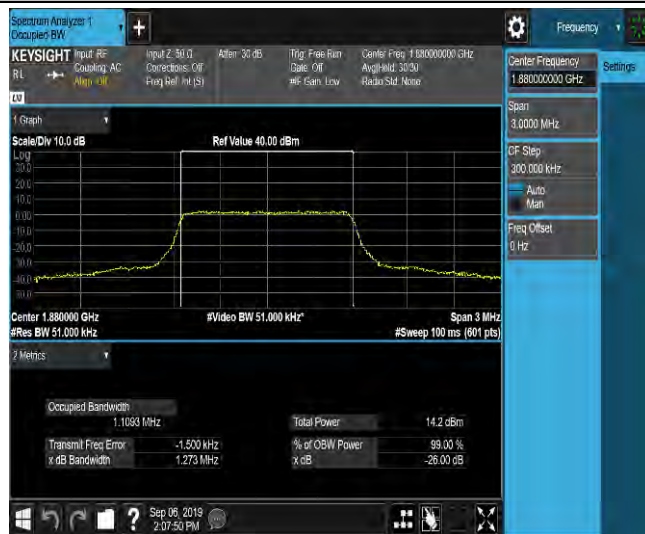 Spectrum Analyzer 1
Occupied BW
Frequency
KEYSIGHT
RL
Input: RF
Coupling: AC
Align: Off
Input Z: 50 Ω
Corrections: Off
Freq Ref: Int (S)
Atten: 30 dB
Trig: Free Run
Gate: Off
#IF Gain: Low
Center Freq: 1.880000000 GHz
Avg|Hold: 30/30
Radio Std: None
LV
Center Frequency
1.880000000 GHz
Settings
Span
3.0000 MHz
CF Step
300.000 kHz
Auto
Man
Freq Offset
0 Hz
1 Graph
Scale/Div 10.0 dB
Ref Value 40.00 dBm
Log
30.0
20.0
10.0
0.00
-10.0
-20.0
-30.0
-40.0
-50.0
Center 1.880000 GHz
#Video BW 51.000 kHz*
Span 3 MHz
#Res BW 51.000 kHz
#Sweep 100 ms (601 pts)
2 Metrics
Occupied Bandwidth
1.1093 MHz
Total Power
14.2 dBm
Transmit Freq Error
-1.500 kHz
% of OBW Power
99.00 %
x dB Bandwidth
1.273 MHz
x dB
-26.00 dB
?
Sep 06, 2019
2:07:50 PM